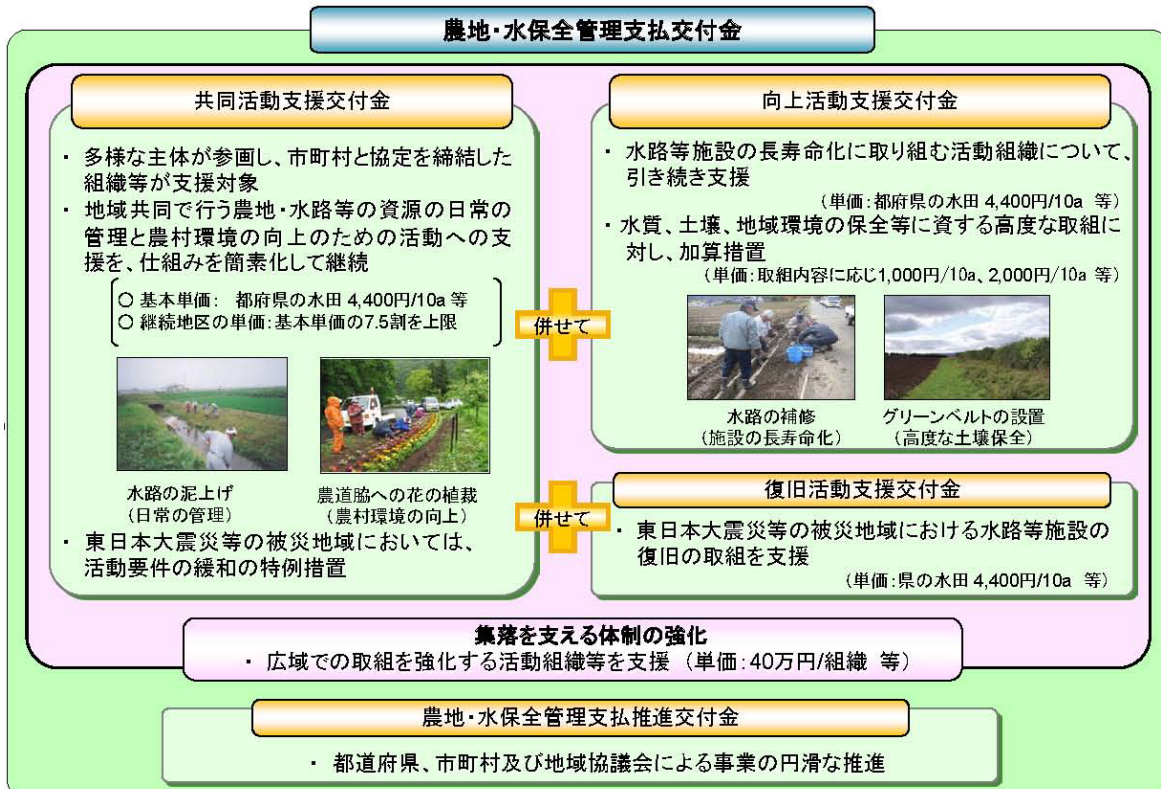 農地・水保全管理支払交付金
共同活動支援交付金
・ 多様な主体が参画し、市町村と協定を締結した
組織等が支援対象
・ 地域共同で行う農地・水路等の資源の日常の
管理と農村環境の向上のための活動への支
援を、仕組みを簡素化して継続
○ 基本単価： 都府県の水田 4,400円/10a 等
○ 継続地区の単価：基本単価の7.5割を上限
水路の泥上げ
（日常の管理）
農道脇への花の植栽
（農村環境の向上）
・ 東日本大震災等の被災地域においては、
活動要件の緩和の特例措置
併せて
向上活動支援交付金
・ 水路等施設の長寿命化に取り組む活動組織について、
引き続き支援
（単価：都府県の水田 4,400円/10a 等）
・ 水質、土壌、地域環境の保全等に資する高度な取組に
対し、加算措置
（単価：取組内容に応じ1,000円/10a、2,000円/10a 等）
水路の補修
（施設の長寿命化）
グリーンベルトの設置
（高度な土壌保全）
併せて
復旧活動支援交付金
・ 東日本大震災等の被災地域における水路等施設の
復旧の取組を支援
（単価：県の水田 4,400円/10a 等）
集落を支える体制の強化
・ 広域での取組を強化する活動組織等を支援 （単価：40万円/組織 等）
農地・水保全管理支払推進交付金
・ 都道府県、市町村及び地域協議会による事業の円滑な推進